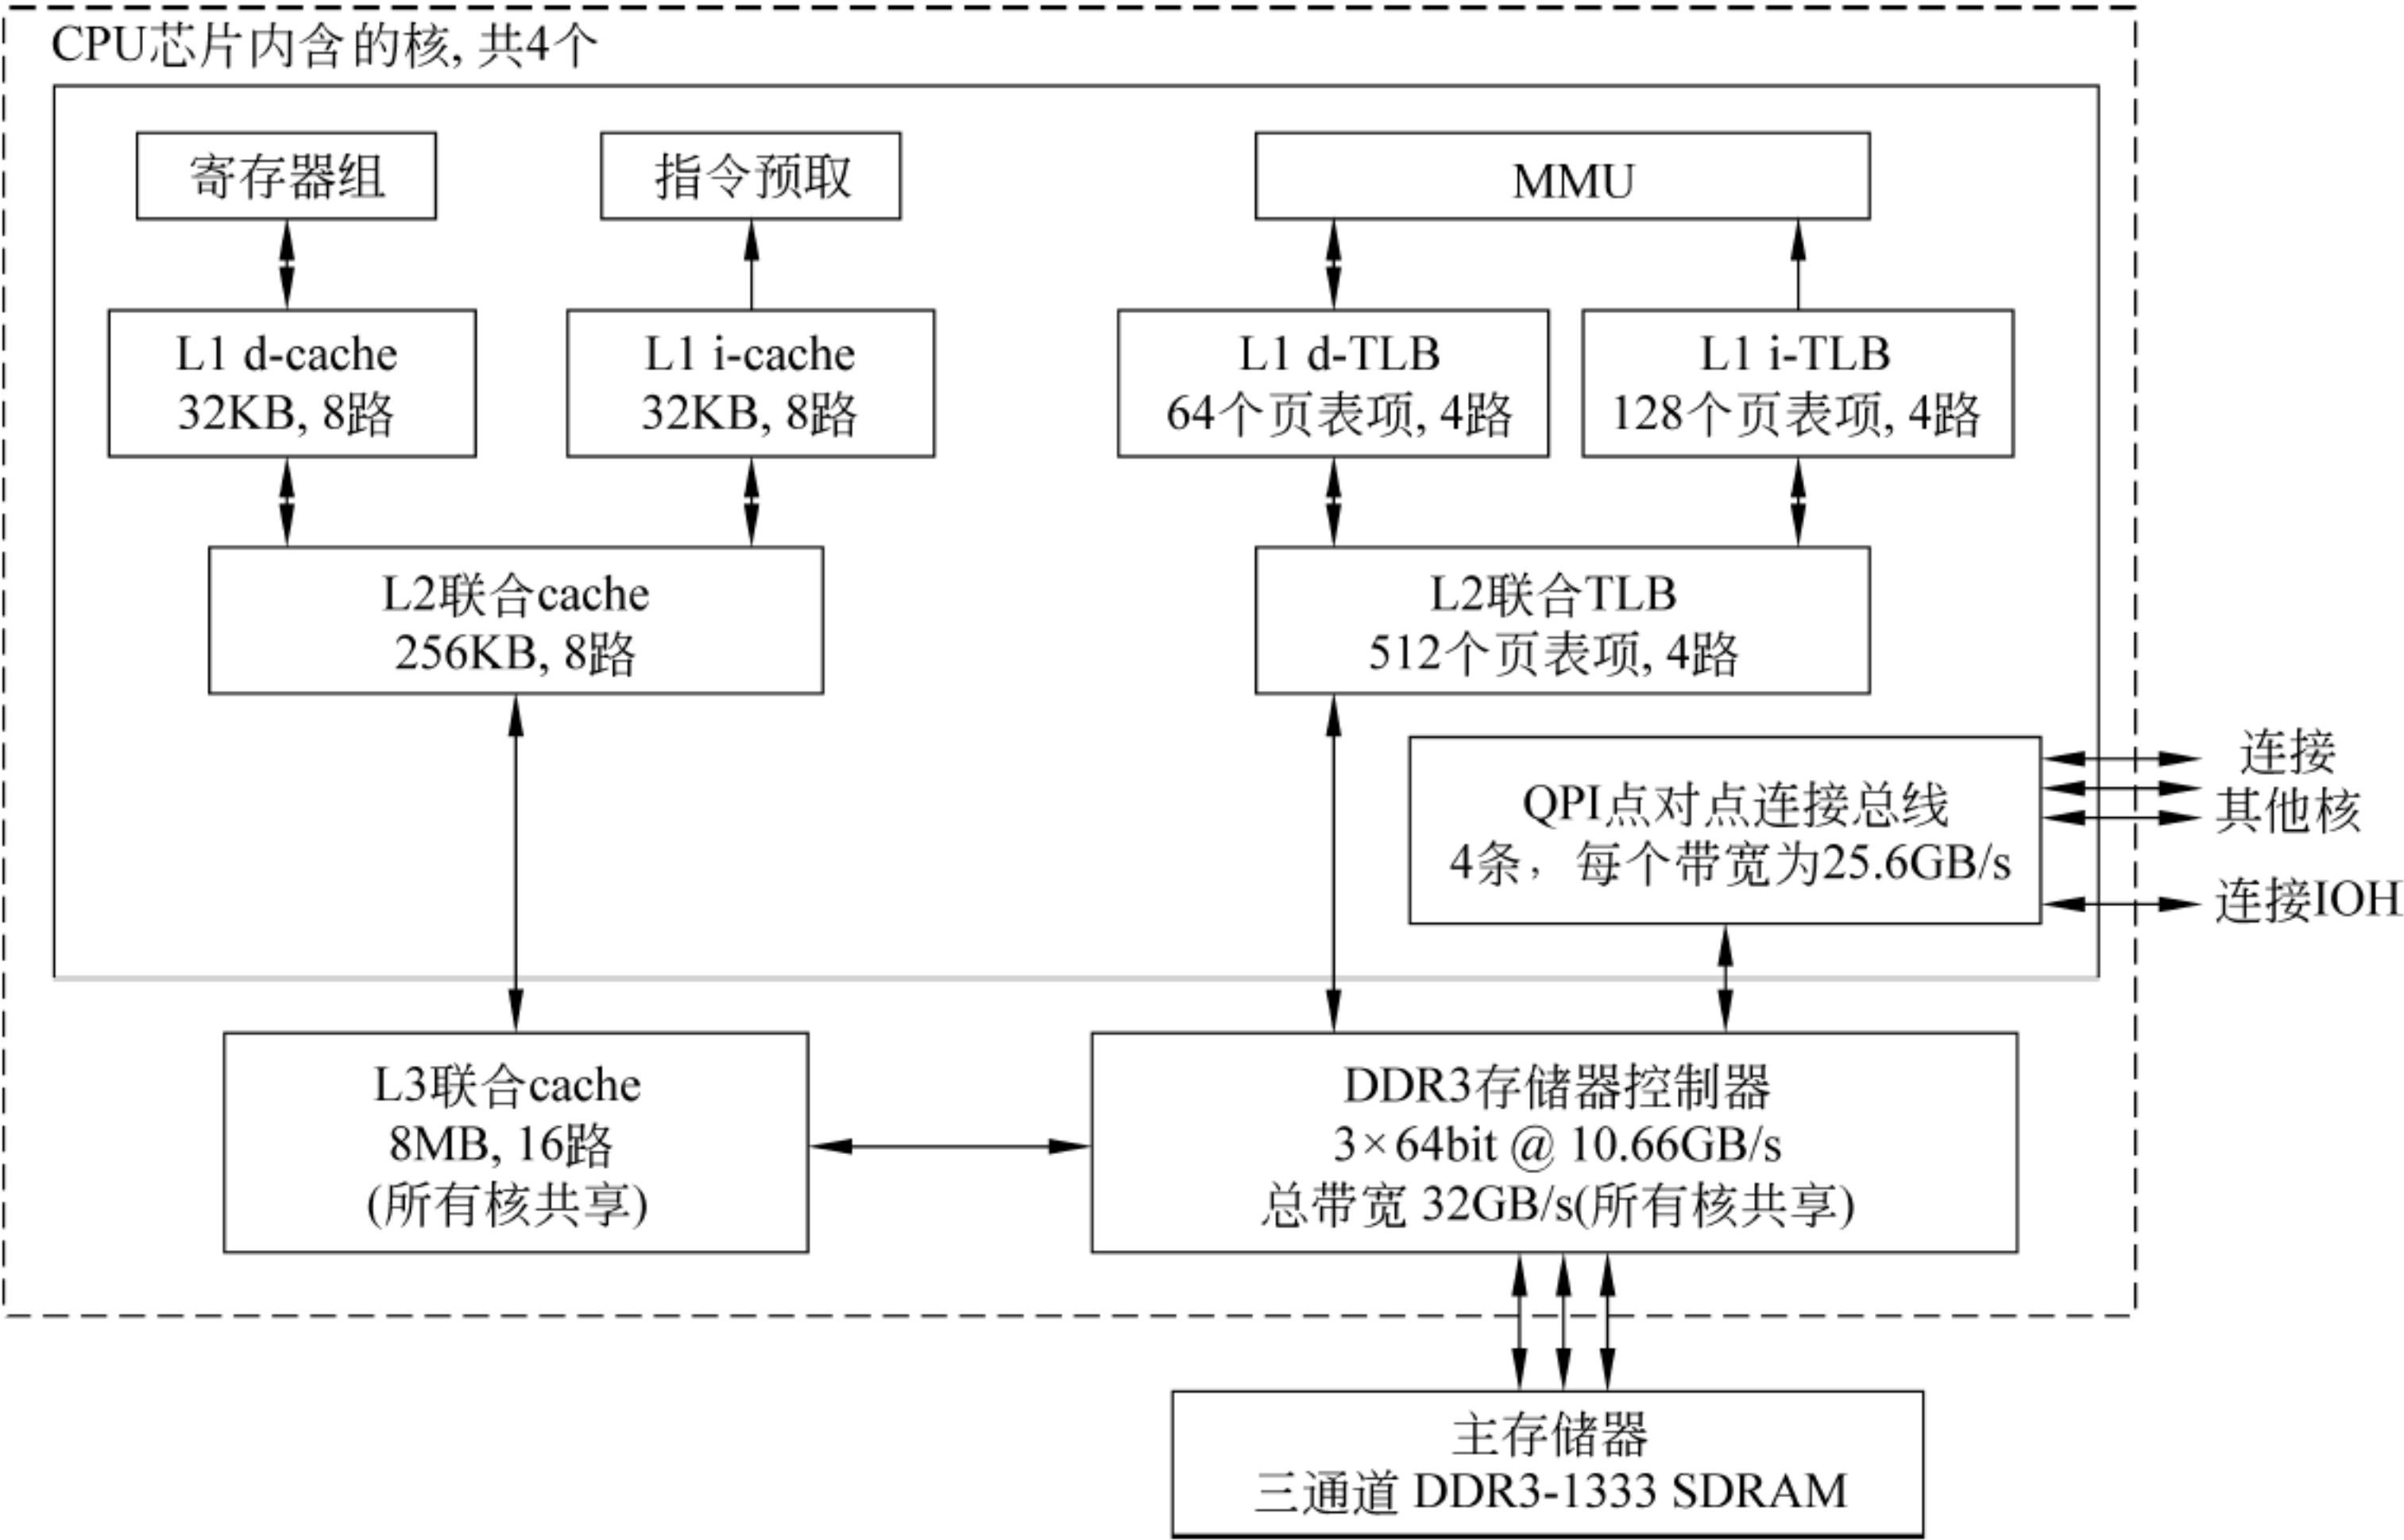 CPU芯片内含的核, 共4个
寄存器组
指令预取
MMU
L1 d-cache
32KB, 8路
L1 i-cache
32KB, 8路
L1 d-TLB
64个页表项, 4路
L1 i-TLB
128个页表项, 4路
L2联合cache
256KB, 8路
L2联合TLB
512个页表项, 4路
QPI点对点连接总线
4条，每个带宽为25.6GB/s
连接
其他核
连接IOH
L3联合cache
8MB, 16路
(所有核共享)
DDR3存储器控制器
3×64bit @ 10.66GB/s
总带宽 32GB/s(所有核共享)
主存储器
三通道 DDR3-1333 SDRAM